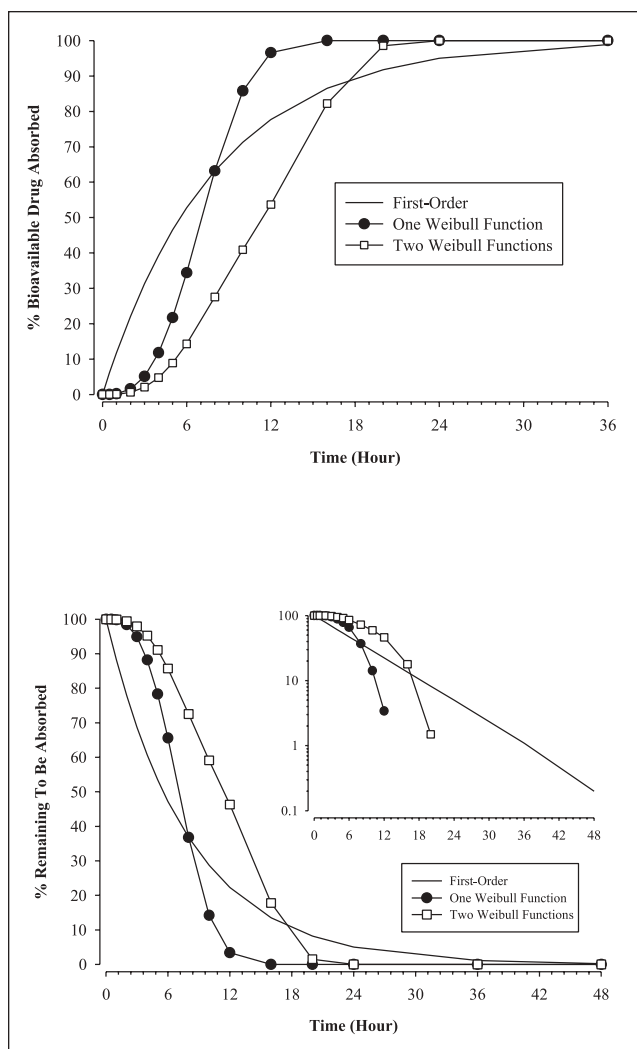 100
90
80
70
60
50
40
30
20
10
0
% Bioavailable Drug Absorbed
First-Order
One Weibull Function
Two Weibull Functions
0 6 12 18 24 30 36
Time (Hour)
100
90
80
70
60
50
40
30
20
10
0
% Remaining To Be Absorbed
100
10
1
0.1
0 6 12 18 24 30 36 42 48
First-Order
One Weibull Function
Two Weibull Functions
0 6 12 18 24 30 36 42 48
Time (Hour)